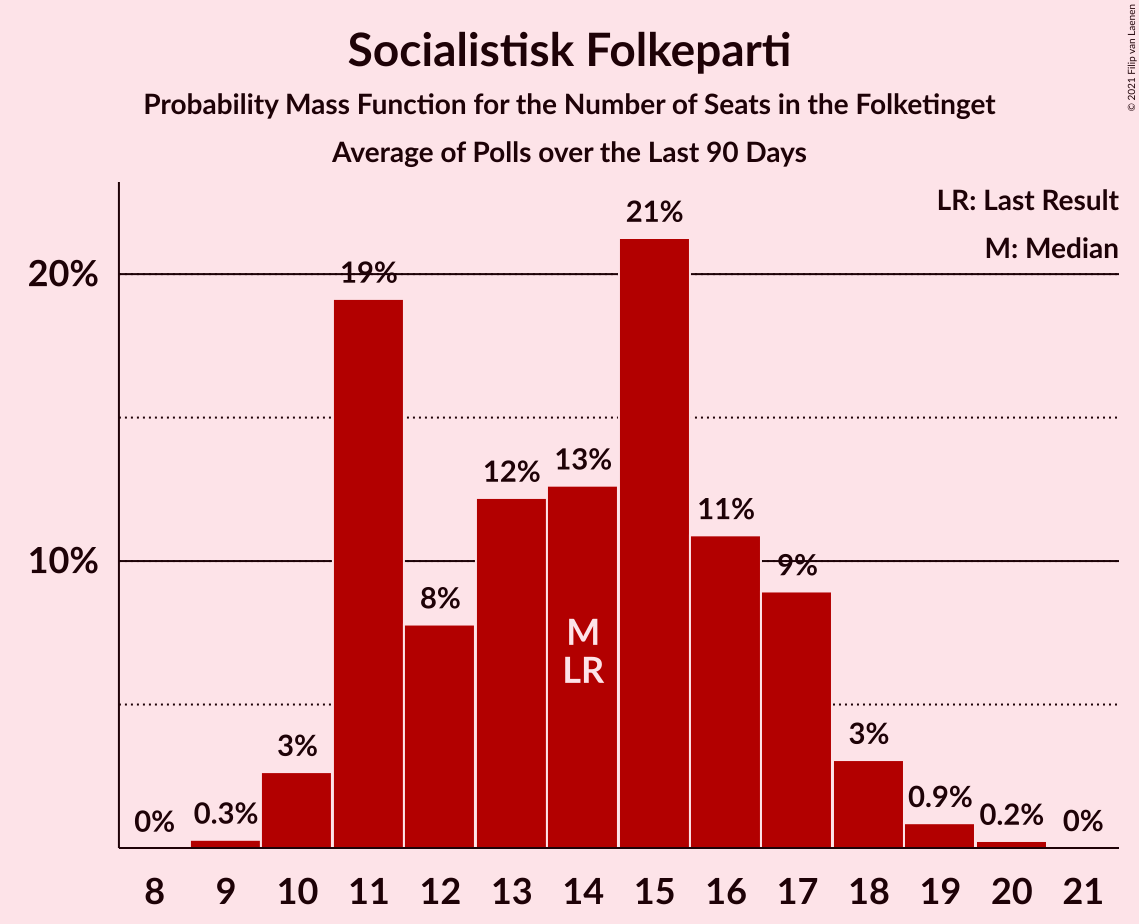 Socialistisk Folkeparti
Probability Mass Function for the Number of Seats in the Folketinget
Average of Polls over the Last 90 Days
© 2021 Filip van Laenen
LR: Last Result
M: Median
20%
10%
0%
0.3%
3%
19%
8%
12%
13%
21%
11%
9%
3%
0.9%
0.2%
0%
M
LR
8 9 10 11 12 13 14 15 16 17 18 19 20 21